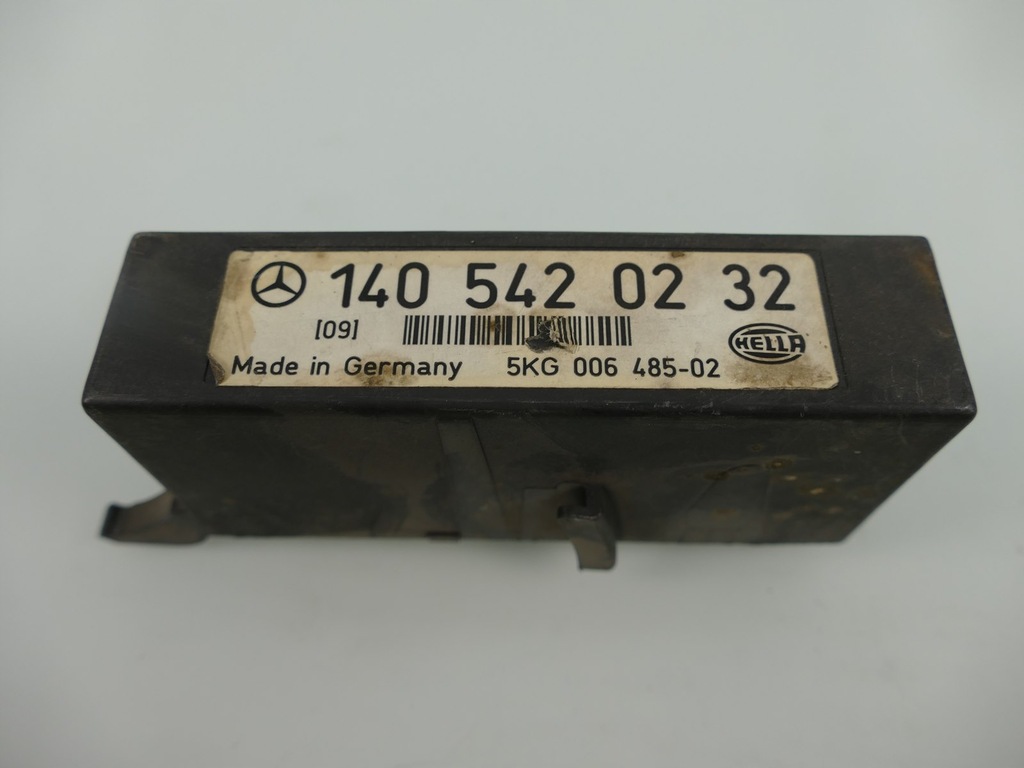 140 542 02 32
[09]
HELLA
Made in Germany 5KG 006 485-02